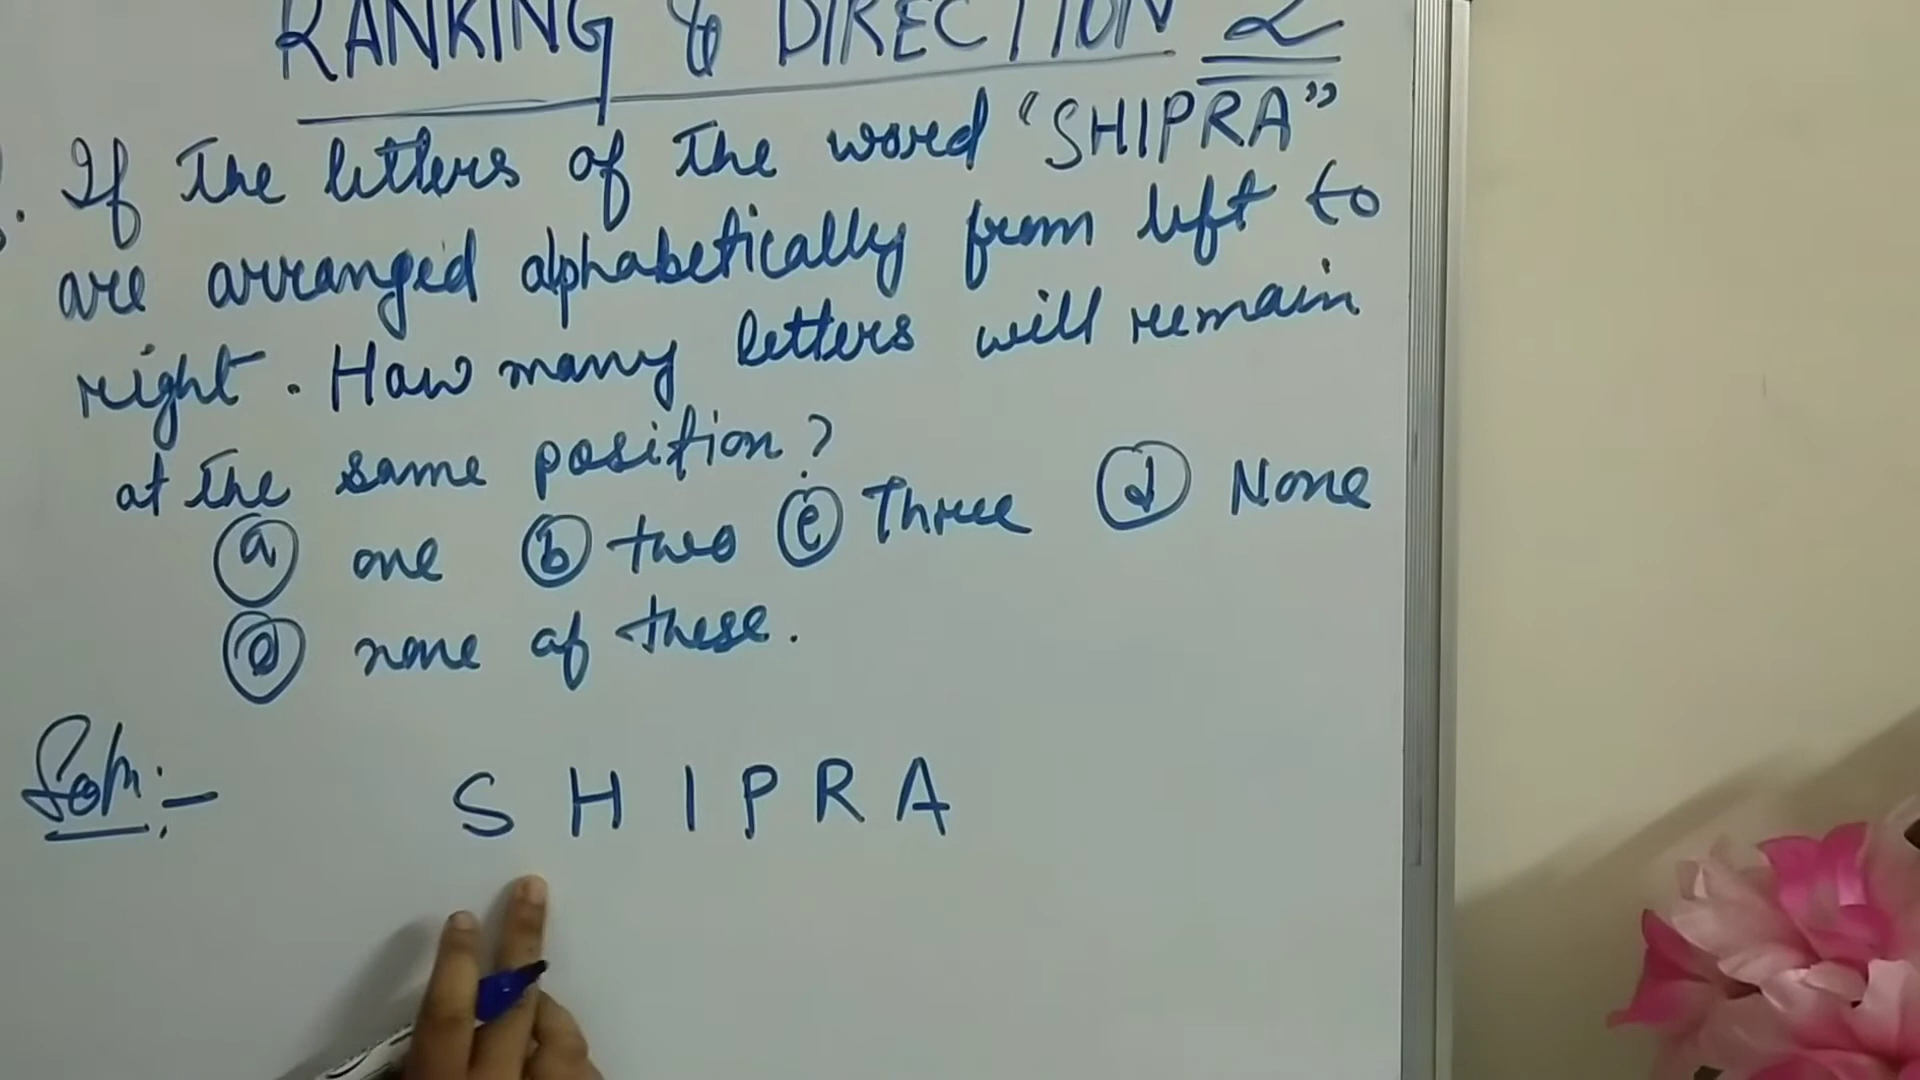 RANKING & DIRECTION 2
. If the letters of the word "SHIPRA"
are arranged alphabetically from left to
right. How many letters will remain
at the same position?
(a) one (b) two (c) Three (d) None
(e) none of these.
Soln:-
S H I P R A